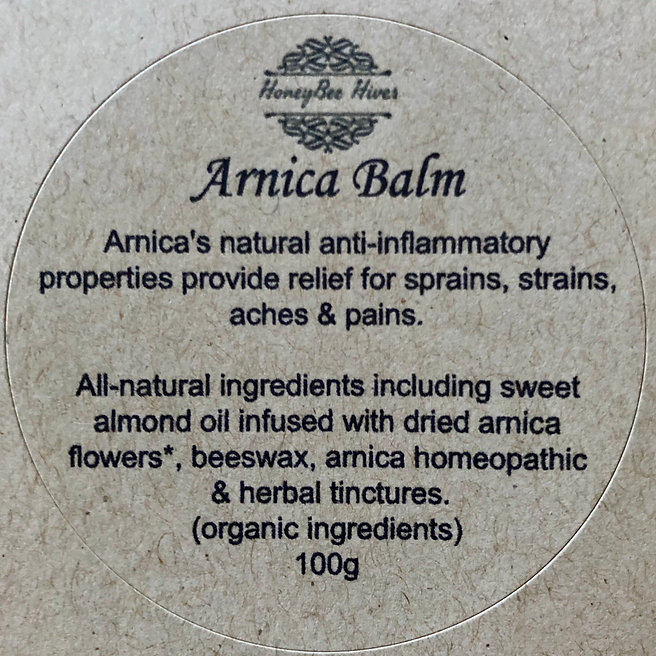 HoneyBee Hives
Arnica Balm
Arnica's natural anti-inflammatory
properties provide relief for sprains, strains,
aches & pains.
All-natural ingredients including sweet
almond oil infused with dried arnica
flowers*, beeswax, arnica homeopathic
& herbal tinctures.
(organic ingredients)
100g